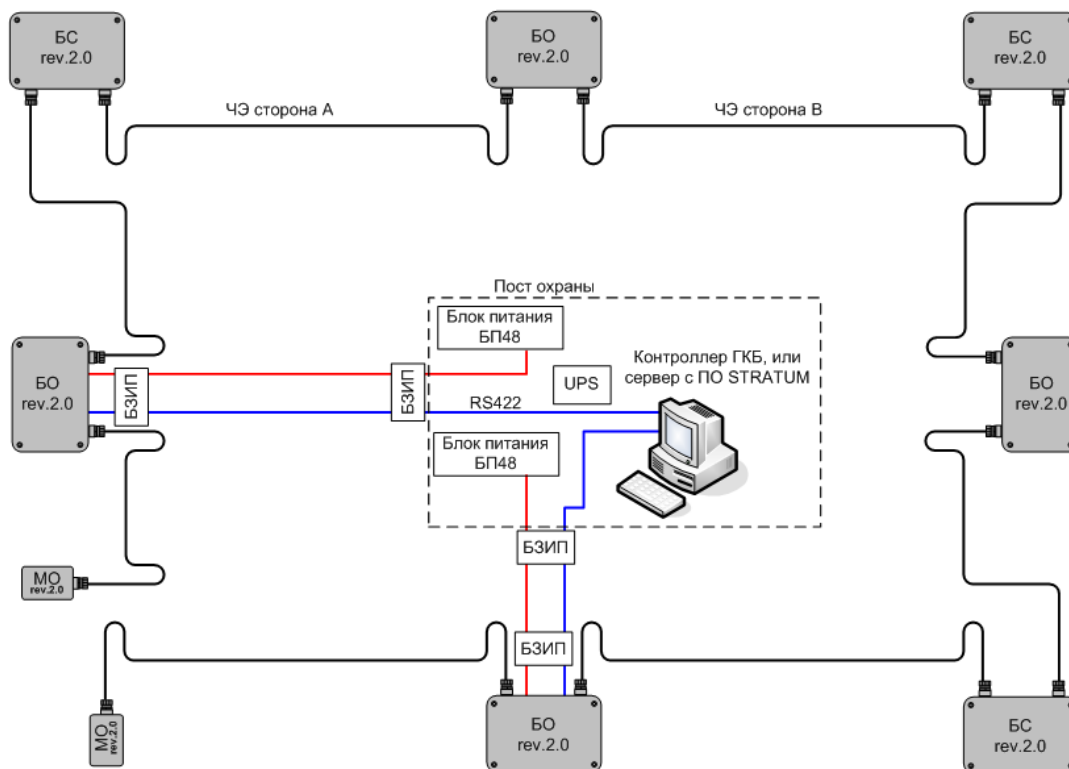 БС
rev.2.0
БО
rev.2.0
БС
rev.2.0
ЧЭ сторона A
ЧЭ сторона B
Пост охраны
Блок питания
БП48
Контроллер ГКБ, или
сервер с ПО STRATUM
UPS
БО
rev.2.0
БЗИП
БЗИП
RS422
БО
rev.2.0
Блок питания
БП48
БЗИП
МО
rev.2.0
БЗИП
МО
rev.2.0
БО
rev.2.0
БС
rev.2.0